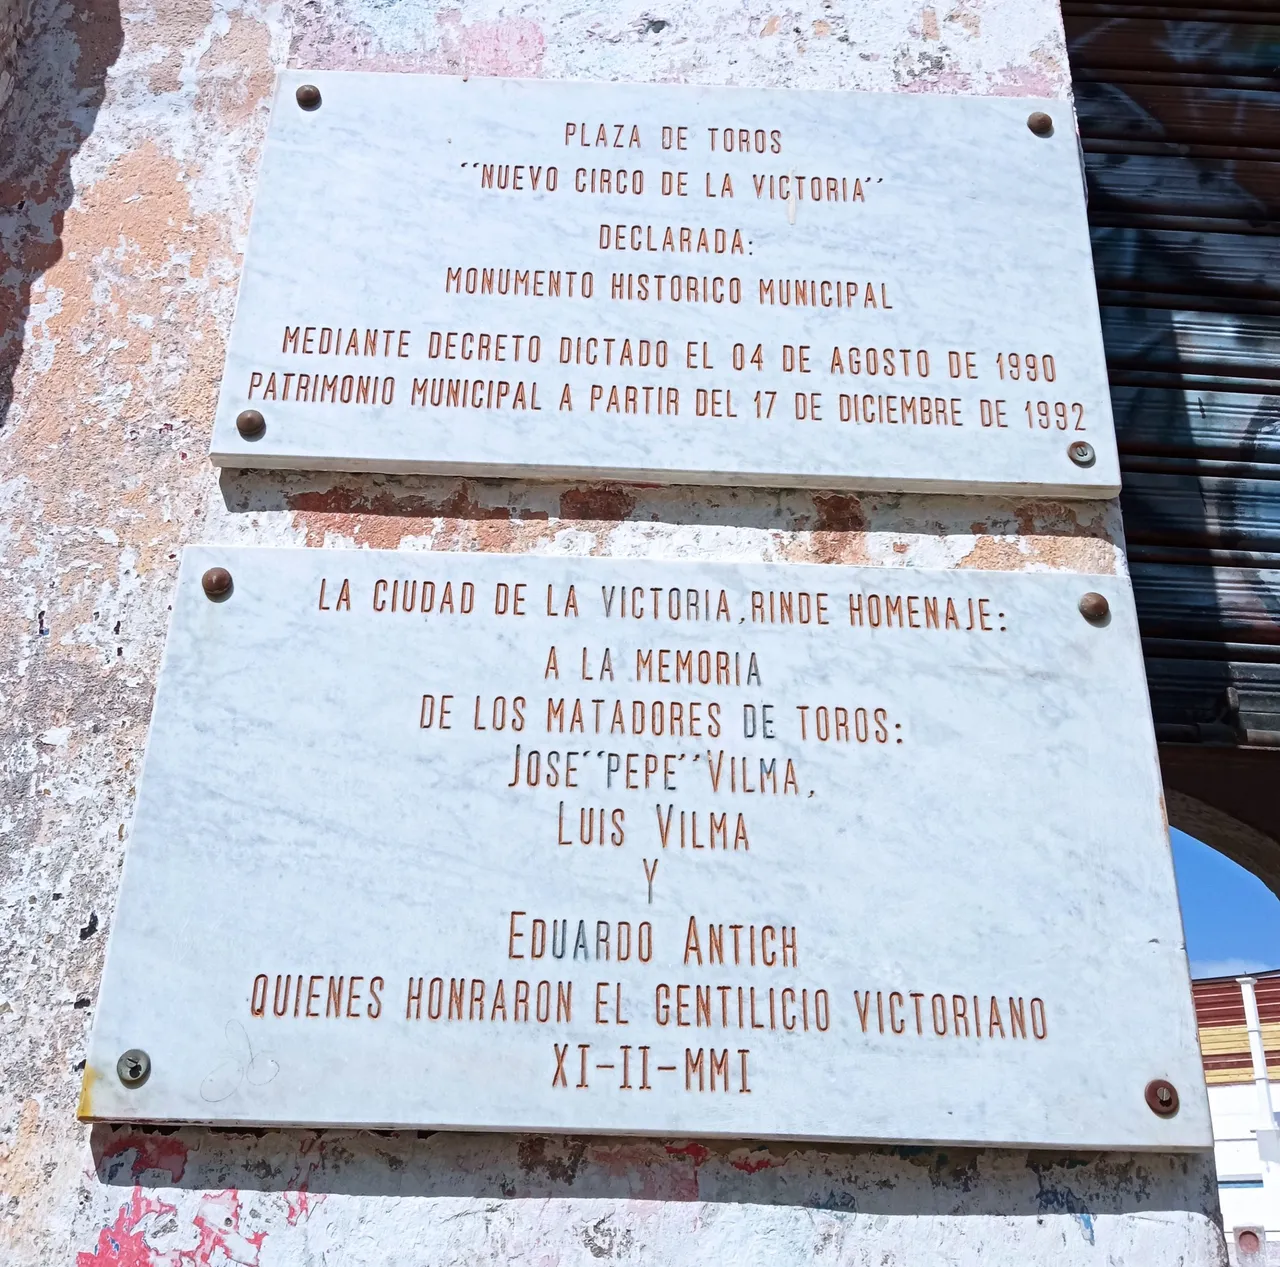 PLAZA DE TOROS
´´NUEVO CIRCO DE LA VICTORIA´´
DECLARADA:
MONUMENTO HISTORICO MUNICIPAL
MEDIANTE DECRETO DICTADO EL 04 DE AGOSTO DE 1990
PATRIMONIO MUNICIPAL A PARTIR DEL 17 DE DICIEMBRE DE 1992
LA CIUDAD DE LA VICTORIA, RINDE HOMENAJE:
A LA MEMORIA
DE LOS MATADORES DE TOROS:
JOSE´´PEPE´´VILMA,
LUIS VILMA
Y
EDUARDO ANTICH
QUIENES HONRARON EL GENTILICIO VICTORIANO
XI-II-MMI